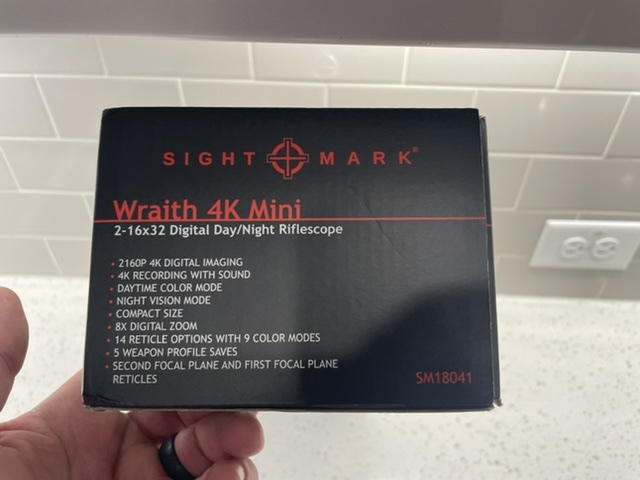 SIGHT MARK®
Wraith 4K Mini
2-16x32 Digital Day/Night Riflescope
• 2160P 4K DIGITAL IMAGING
• 4K RECORDING WITH SOUND
• DAYTIME COLOR MODE
• NIGHT VISION MODE
• COMPACT SIZE
• 8X DIGITAL ZOOM
• 14 RETICLE OPTIONS WITH 9 COLOR MODES
• 5 WEAPON PROFILE SAVES
• SECOND FOCAL PLANE AND FIRST FOCAL PLANE
RETICLES
SM18041